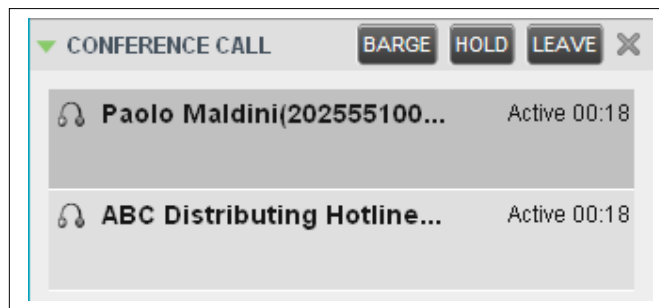 CONFERENCE CALL BARGE HOLD LEAVE
Paolo Maldini(202555100... Active 00:18
ABC Distributing Hotline... Active 00:18